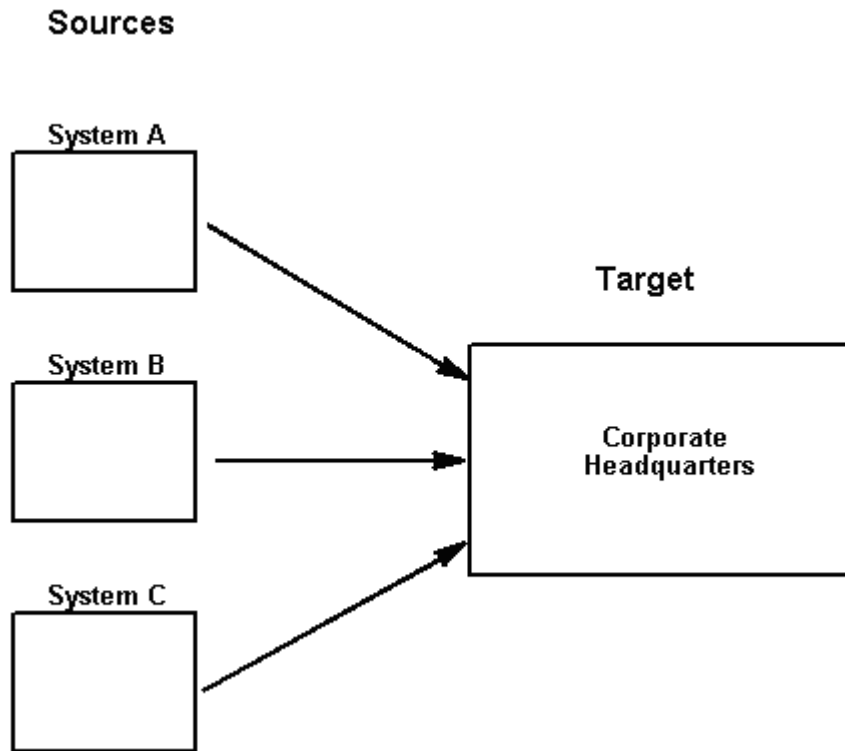 Sources
System A
Target
System B
Corporate
Headquarters
System C